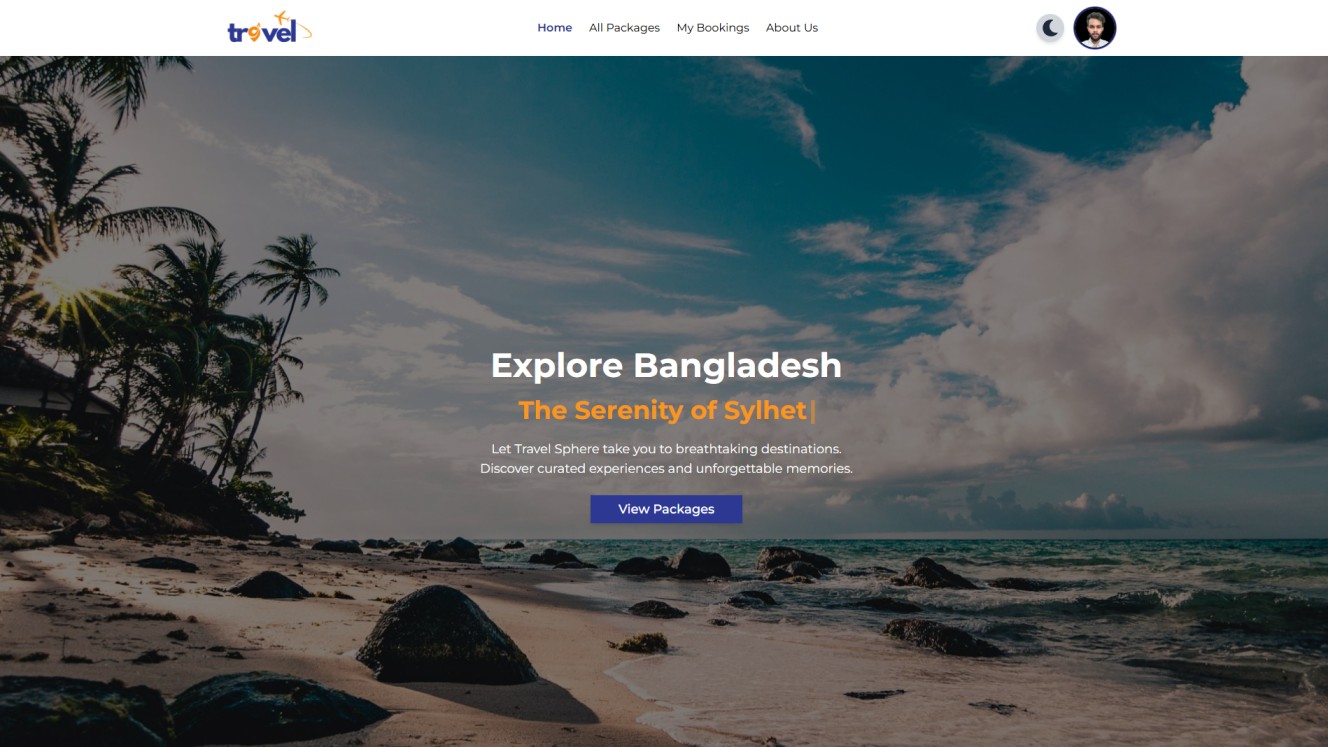 travel
Home All Packages My Bookings About Us
Explore Bangladesh
The Serenity of Sylhet|
Let Travel Sphere take you to breathtaking destinations.
Discover curated experiences and unforgettable memories.
View Packages